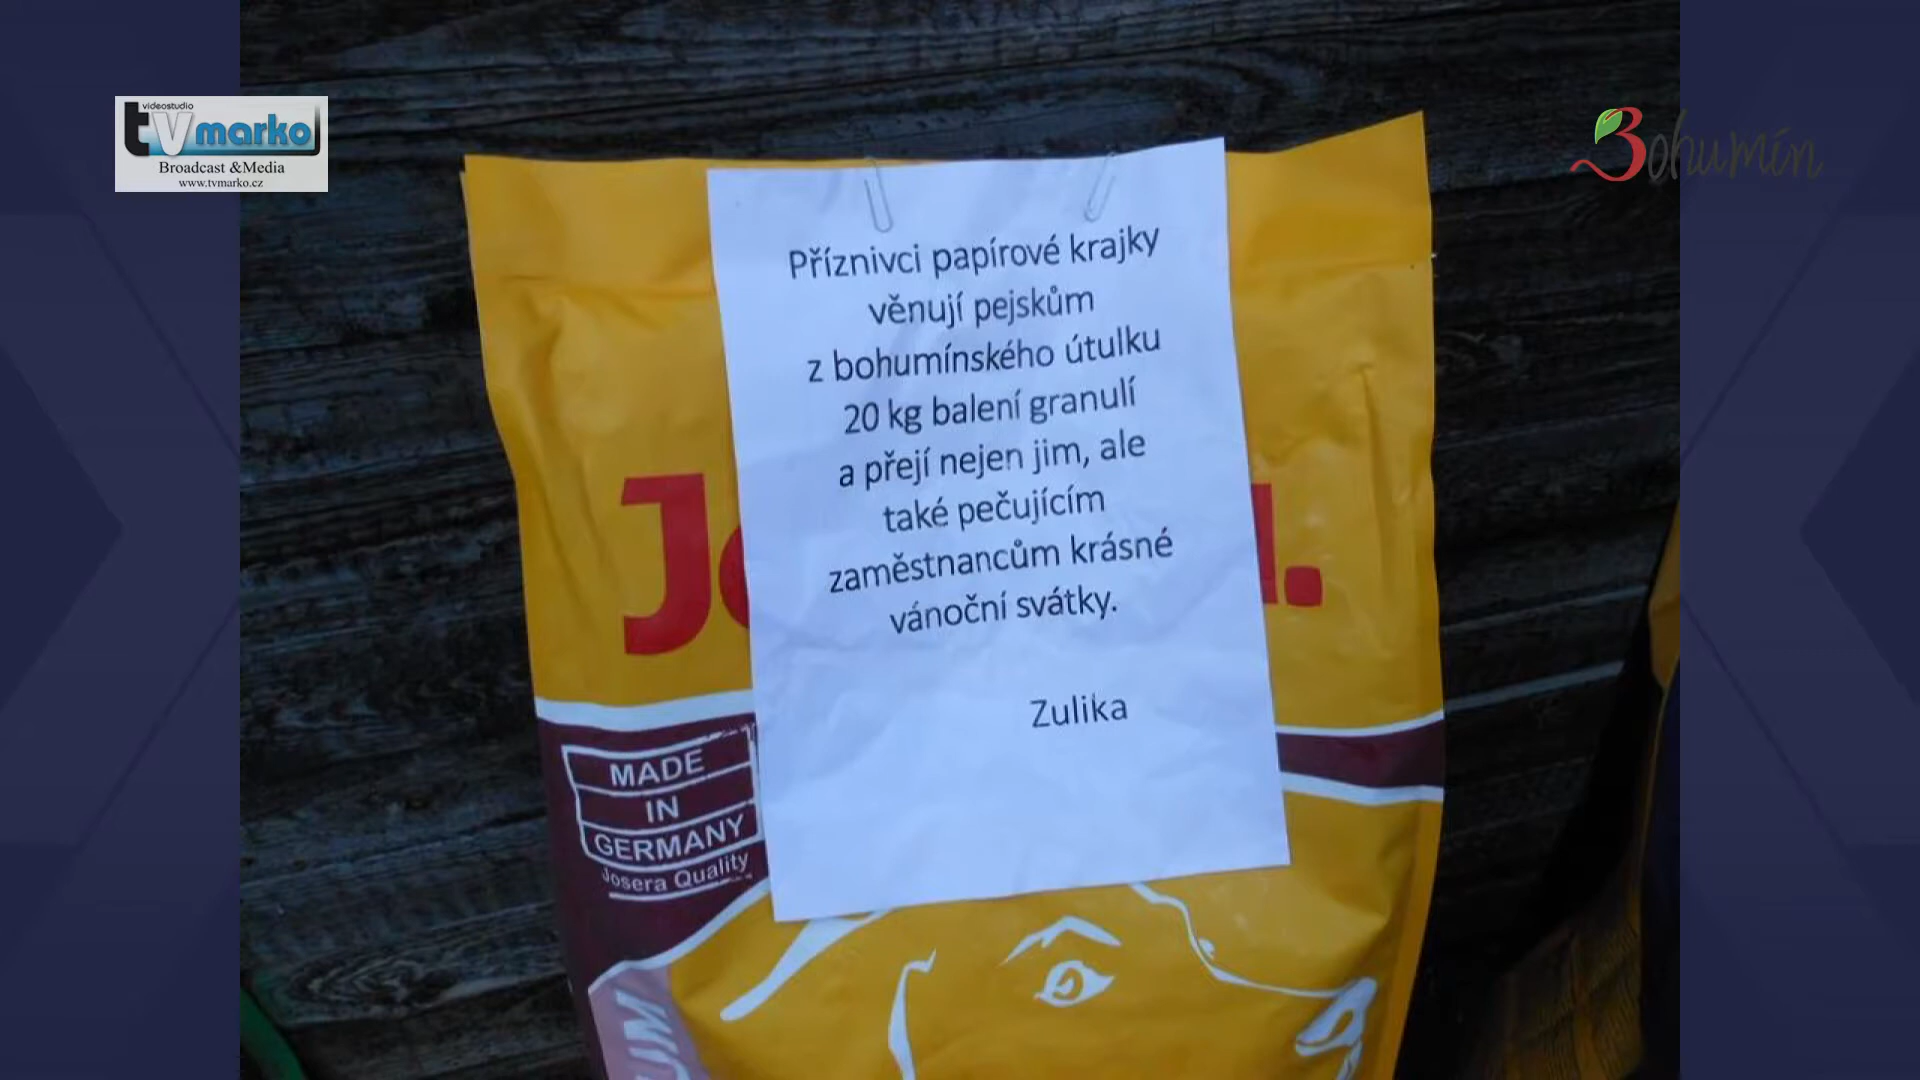 videostudio
tvmarko
Broadcast &Media
www.tvmarko.cz
Bohumín
Příznivci papírové krajky
věnují pejskům
z bohumínského útulku
20 kg balení granulí
a přejí nejen jim, ale
také pečujícím
zaměstnancům krásné
vánoční svátky.
Zulika
MADE
IN
GERMANY
Josera Quality